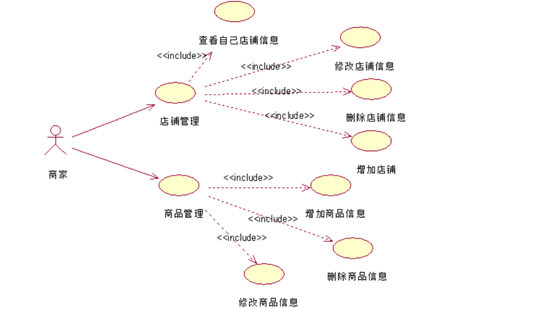 查看自己店铺信息
<<include>>
<<include>>
修改店铺信息
<<include>>
店铺管理
删除店铺信息
<<include>>
增加店铺
商家
<<include>>
商品管理
增加商品信息
<<include>>
<<include>>
删除商品信息
修改商品信息